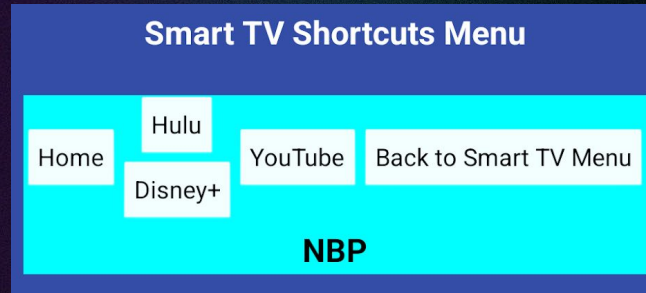 Smart TV Shortcuts Menu
Home
Hulu
Disney+
YouTube
Back to Smart TV Menu
NBP